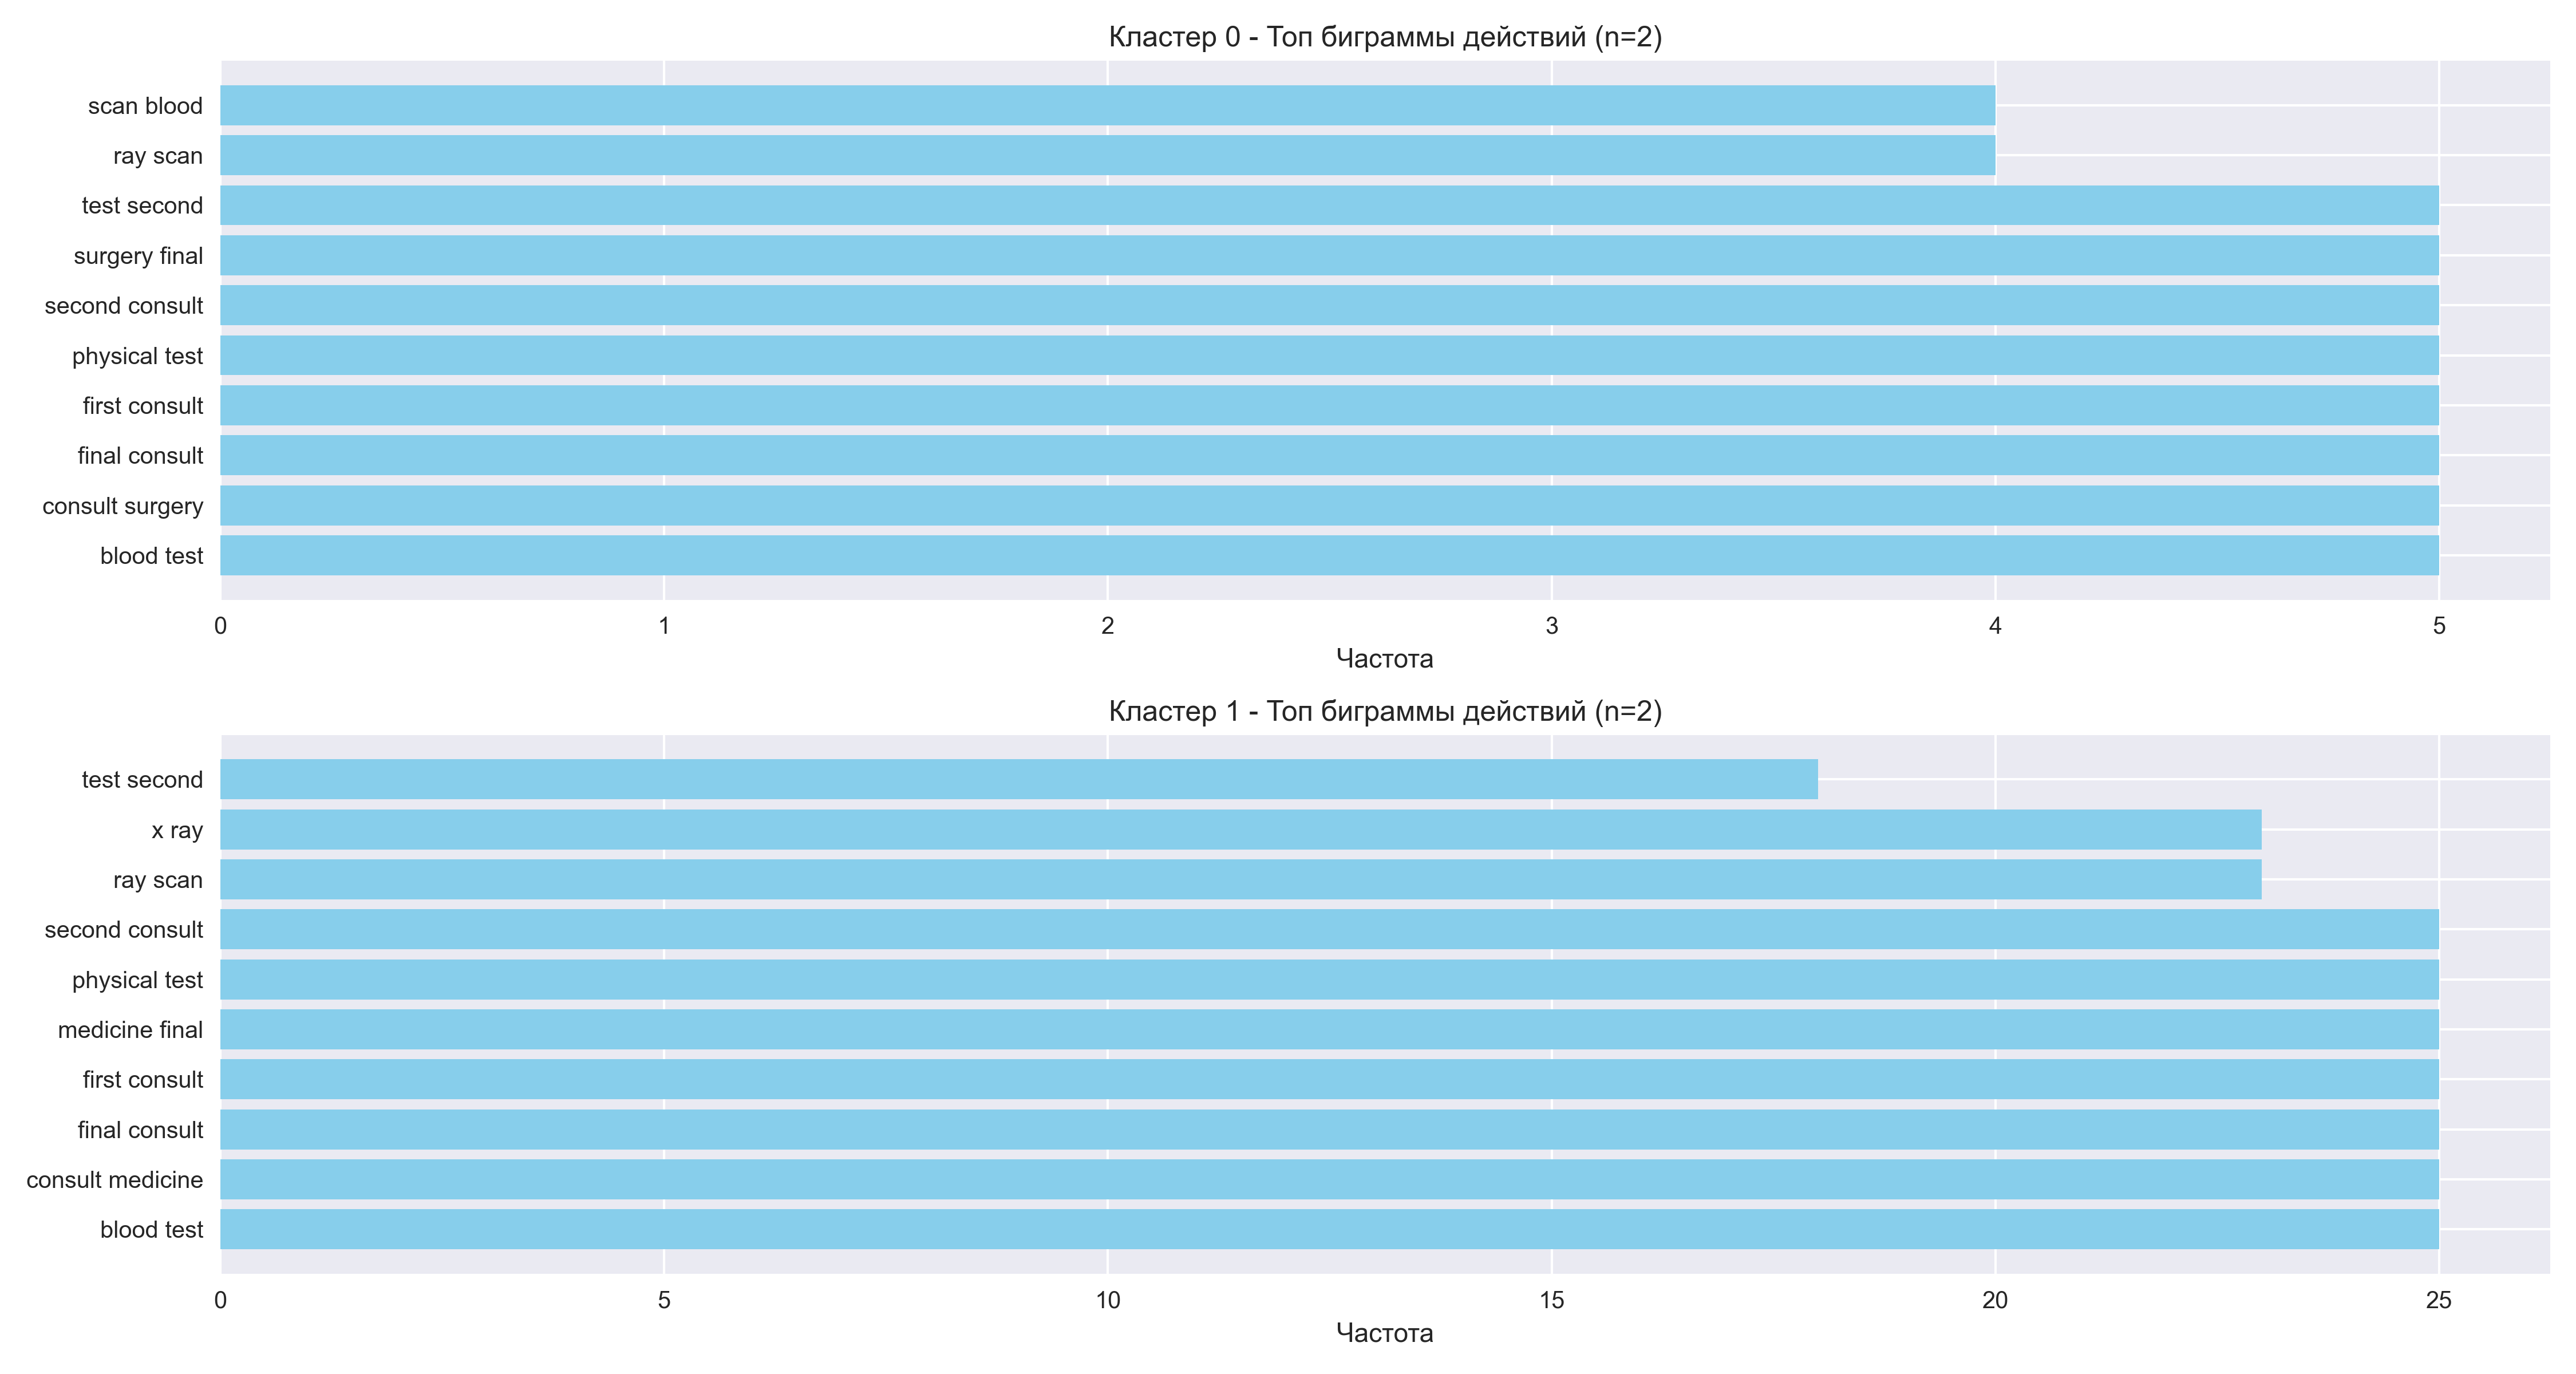 Кластер 0 - Топ биграммы действий (n=2)
scan blood
ray scan
test second
surgery final
second consult
physical test
first consult
final consult
consult surgery
blood test
0 1 2 3 4 5
Частота
Кластер 1 - Топ биграммы действий (n=2)
test second
x ray
ray scan
second consult
physical test
medicine final
first consult
final consult
consult medicine
blood test
0 5 10 15 20 25
Частота